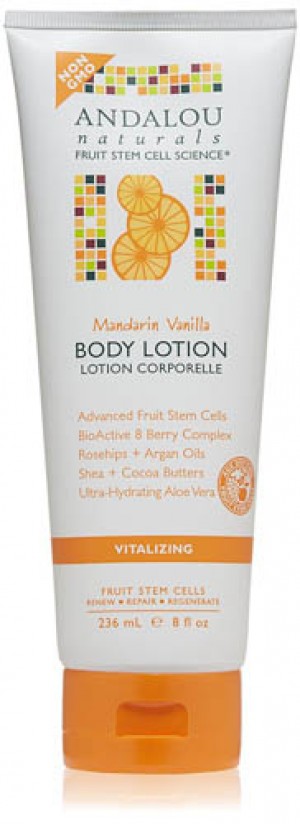 NON
GMO
ANDALOU
naturals
FRUIT STEM CELL SCIENCE®
Mandarin Vanilla
BODY LOTION
LOTION CORPORELLE
Advanced Fruit Stem Cells
BioActive 8 Berry Complex
Rosehips + Argan Oils
Shea + Cocoa Butters
Ultra-Hydrating Aloe Vera
VITALIZING
FRUIT STEM CELLS
RENEW • REPAIR • REGENERATE
236 mL e 8 fl oz